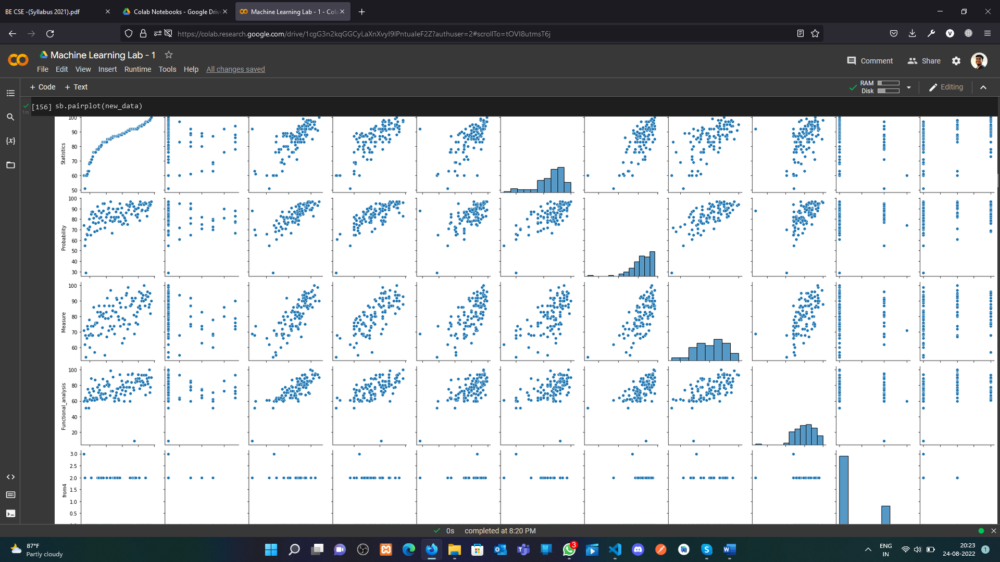 BE CSE -(Syllabus 2021).pdf
Colab Notebooks - Google Driv
Machine Learning Lab - 1 - Cola
https://colab.research.google.com/drive/1cgG3n2kqGGCyLaXnXvyI9IPntuaIeF2Z?authuser=2#scrollTo=tOVI8utmsT6j
V
Machine Learning Lab - 1
File Edit View Insert Runtime Tools Help All changes saved
Comment Share
+ Code + Text
RAM
Disk
Editing
{x}
1m
[156] sb.pairplot(new_data)
Statistics
100
90
80
70
60
50
Probability
100
90
80
70
60
50
40
30
Measure
100
90
80
70
60
Functional_analysis
100
80
60
40
20
from4
3.0
2.5
2.0
1.5
1.0
0.5
0s completed at 8:20 PM
87°F
Partly cloudy
3
ENG
IN
20:23
24-08-2022
1